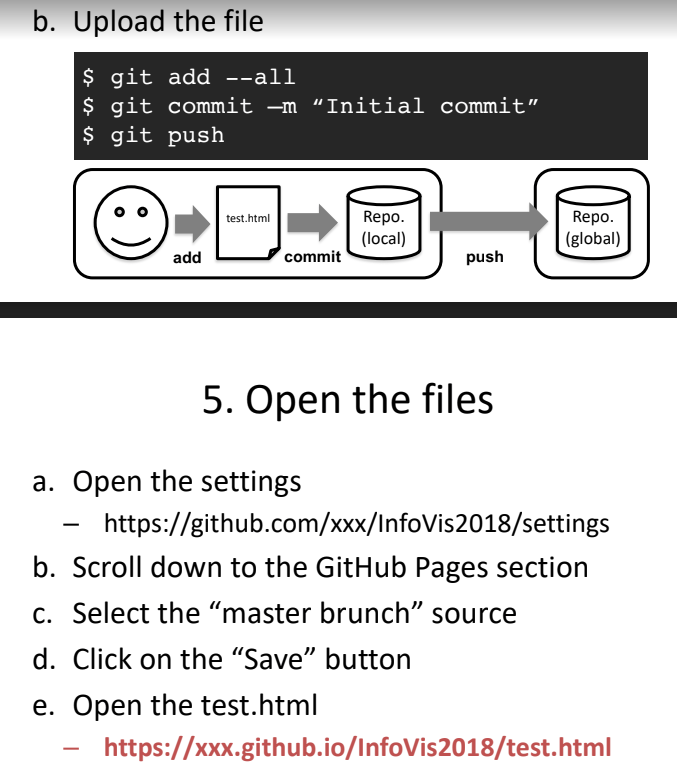 b. Upload the file
$ git add --all
$ git commit –m “Initial commit”
$ git push
test.html
Repo.
(local)
Repo.
(global)
add
commit
push
5. Open the files
a. Open the settings
– https://github.com/xxx/InfoVis2018/settings
b. Scroll down to the GitHub Pages section
c. Select the “master brunch” source
d. Click on the “Save” button
e. Open the test.html
– https://xxx.github.io/InfoVis2018/test.html